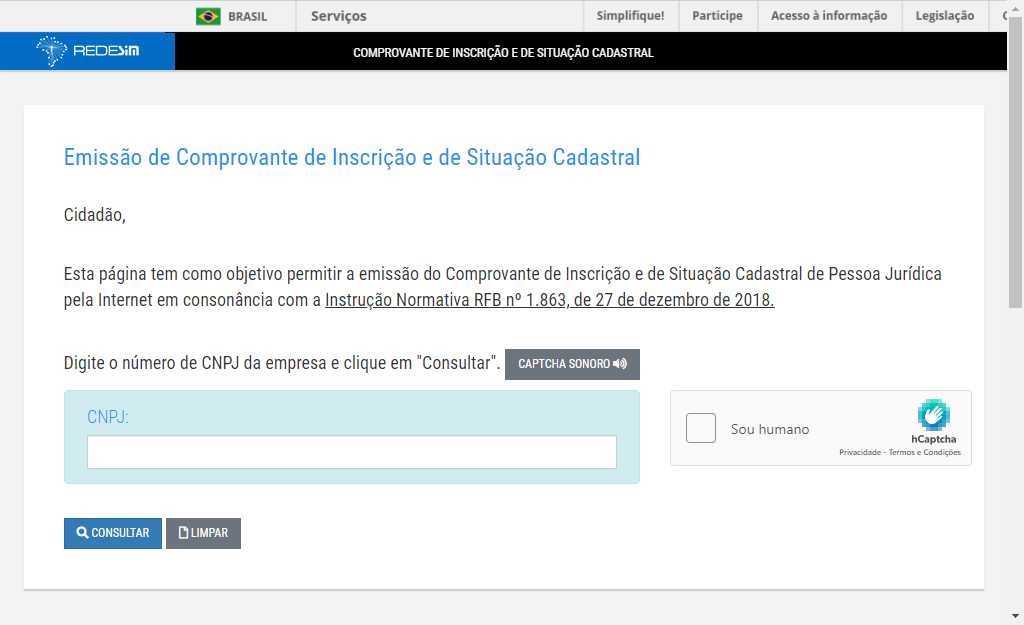 BRASIL Serviços Simplifique! Participe Acesso à informação Legislação
REDESIM COMPROVANTE DE INSCRIÇÃO E DE SITUAÇÃO CADASTRAL
Emissão de Comprovante de Inscrição e de Situação Cadastral
Cidadão,
Esta página tem como objetivo permitir a emissão do Comprovante de Inscrição e de Situação Cadastral de Pessoa Jurídica
pela Internet em consonância com a Instrução Normativa RFB nº 1.863, de 27 de dezembro de 2018.
Digite o número de CNPJ da empresa e clique em "Consultar". CAPTCHA SONORO
CNPJ:
Sou humano
hCaptcha
Privacidade - Termos e Condições
CONSULTAR LIMPAR